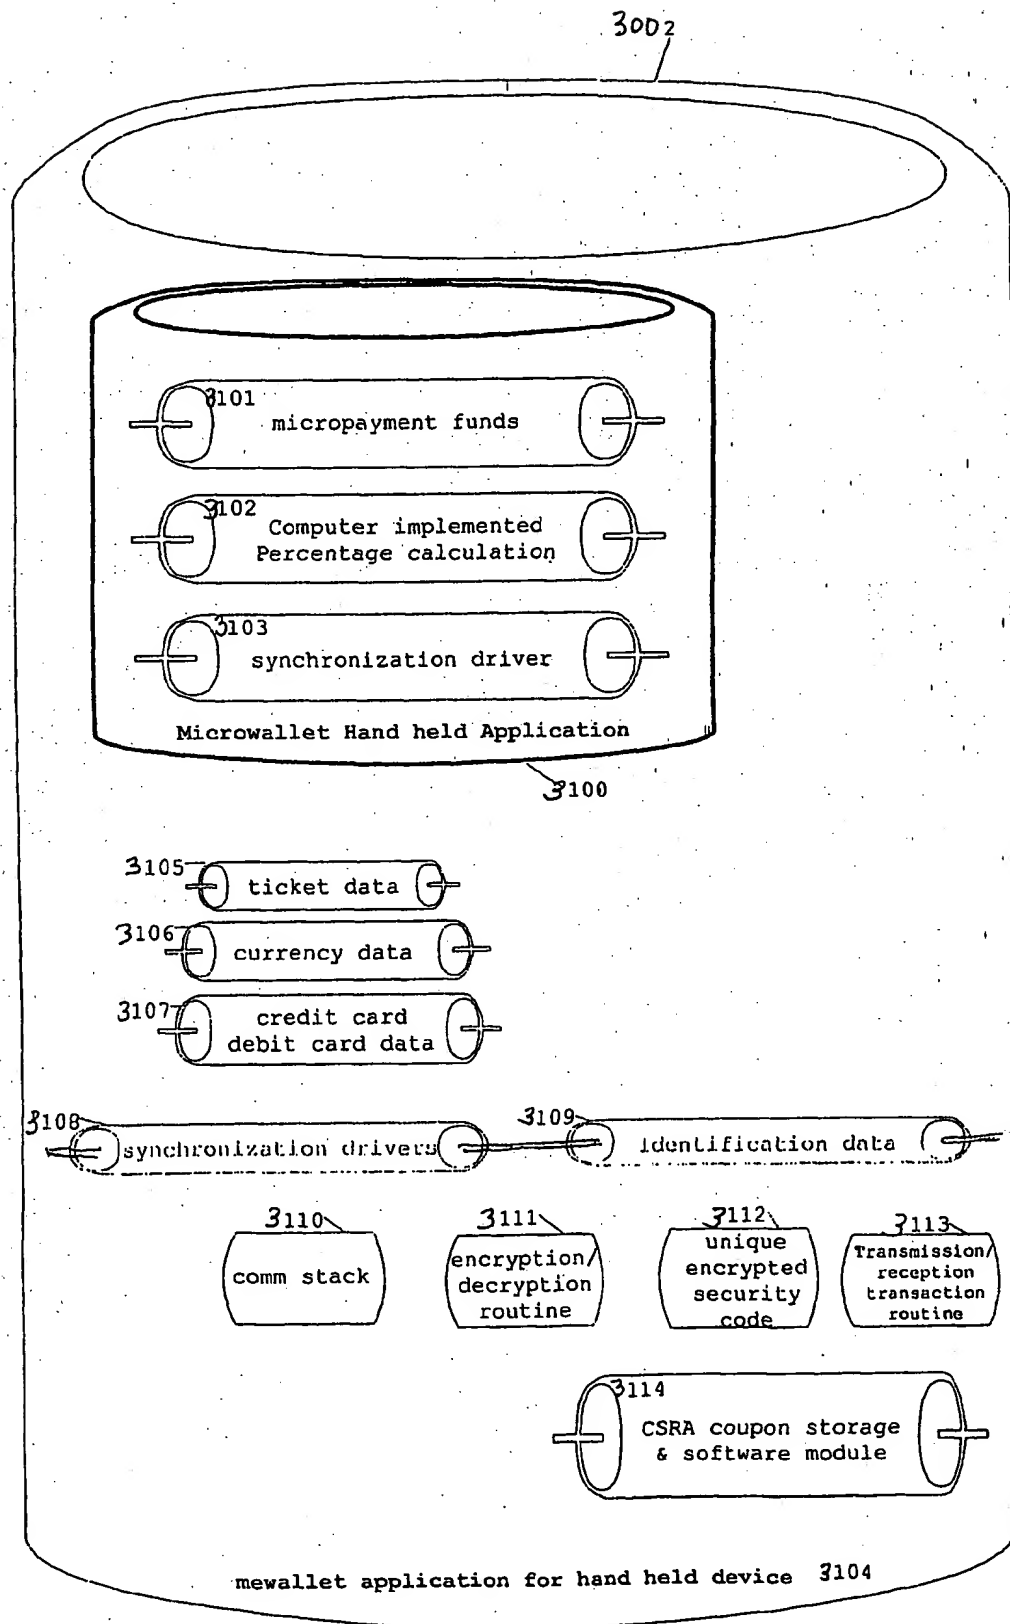 3002
3101
micropayment funds
3102
Computer implemented
Percentage calculation
3103
synchronization driver
Microwallet Hand held Application
3100
3105
ticket data
3106
currency data
3107
credit card
debit card data
3108
synchronization drivers
3109
identification data
3110
comm stack
3111
encryption/
decryption
routine
3112
unique
encrypted
security
code
3113
Transmission/
reception
transaction
routine
3114
CSRA coupon storage
& software module
mewallet application for hand held device 3104